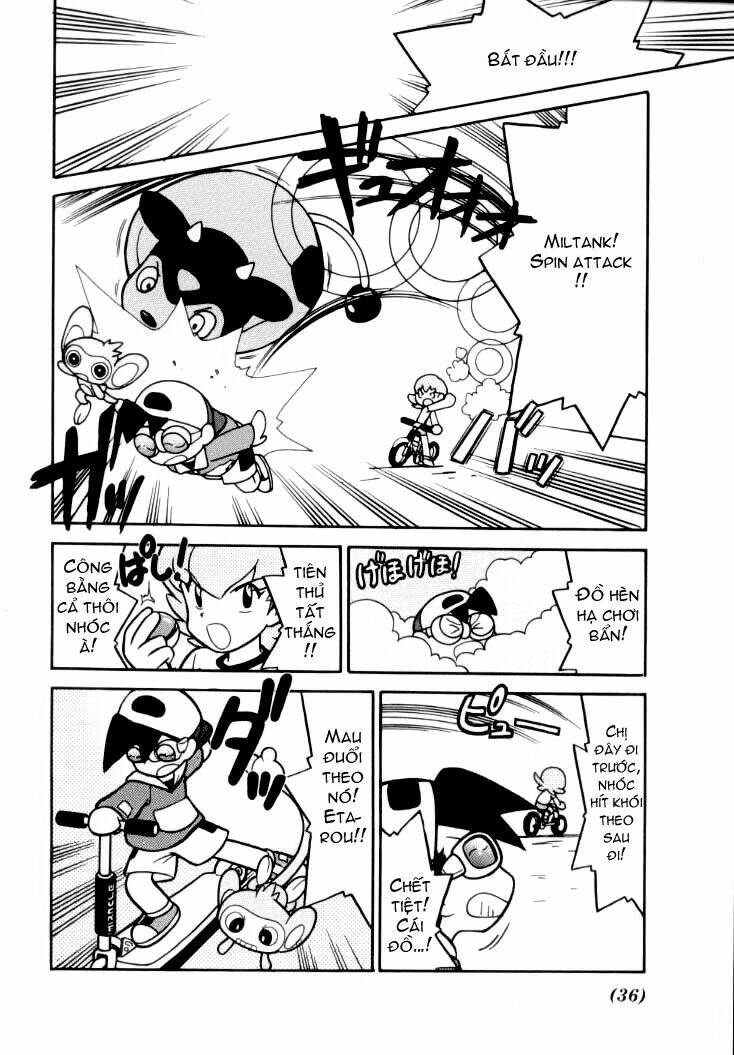 BẮT ĐẦU!!!
MILTANK!
SPIN ATTACK
!!
ギュオオオ
バッ
ガッ
ĐỒ HÈN
HẠ CHƠI
BẨN!
げほげほ!
TIÊN
THỦ
TẤT
THẮNG
!!
ぱし!
CÔNG
BẰNG
CẢ THÔI
NHÓC
À!
CHỊ
ĐÂY ĐI
TRƯỚC,
NHÓC
HÍT KHÓI
THEO
SAU
ĐI!
ピュー
CHẾT
TIỆT!
CÁI
ĐỒ...!
MAU
ĐUỔI
THEO
NÓ!
ETA-
ROU!!
ダッ
(36)